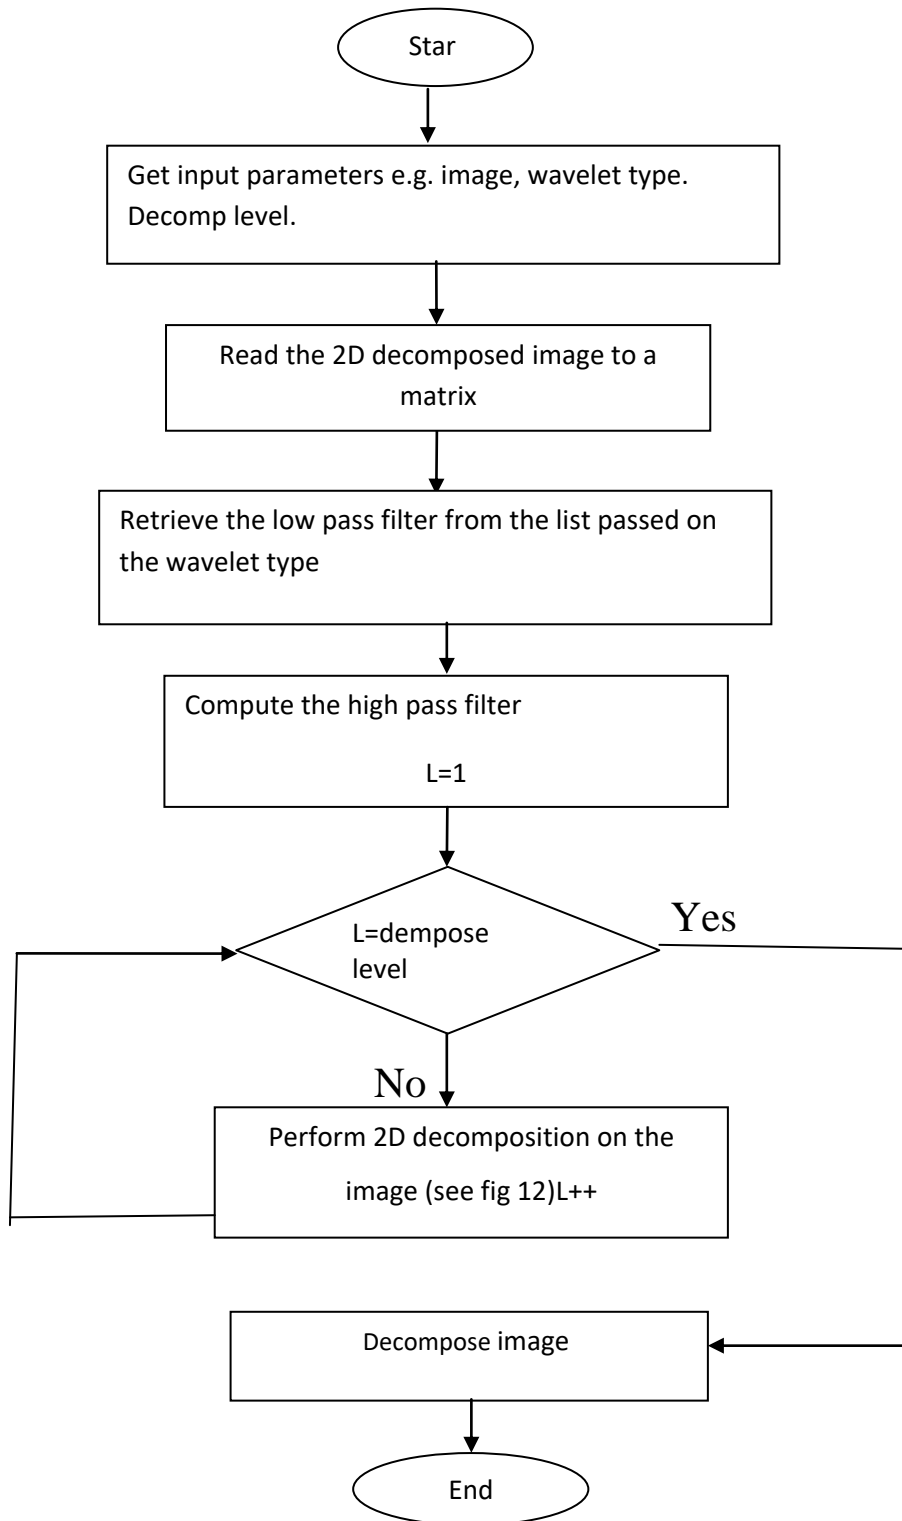 Star
Get input parameters e.g. image, wavelet type.
Decomp level.
Read the 2D decomposed image to a
matrix
Retrieve the low pass filter from the list passed on
the wavelet type
Compute the high pass filter
L=1
L=dempose
level
Yes
No
Perform 2D decomposition on the
image (see fig 12)L++
Decompose image
End